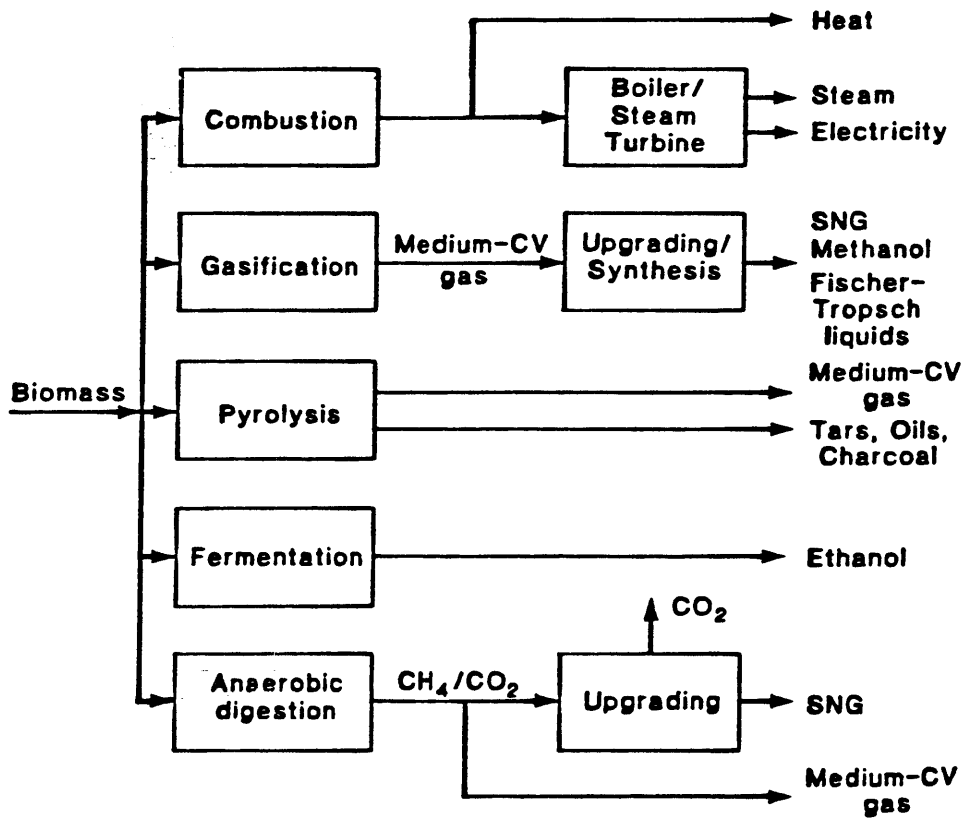 Heat
Combustion
Boiler/
Steam
Turbine
Steam
Electricity
Gasification
Medium-CV
gas
Upgrading/
Synthesis
SNG
Methanol
Fischer-
Tropsch
liquids
Biomass
Pyrolysis
Medium-CV
gas
Tars, Oils,
Charcoal
Fermentation
Ethanol
Anaerobic
digestion
CH₄/CO₂
CO₂
Upgrading
SNG
Medium-CV
gas